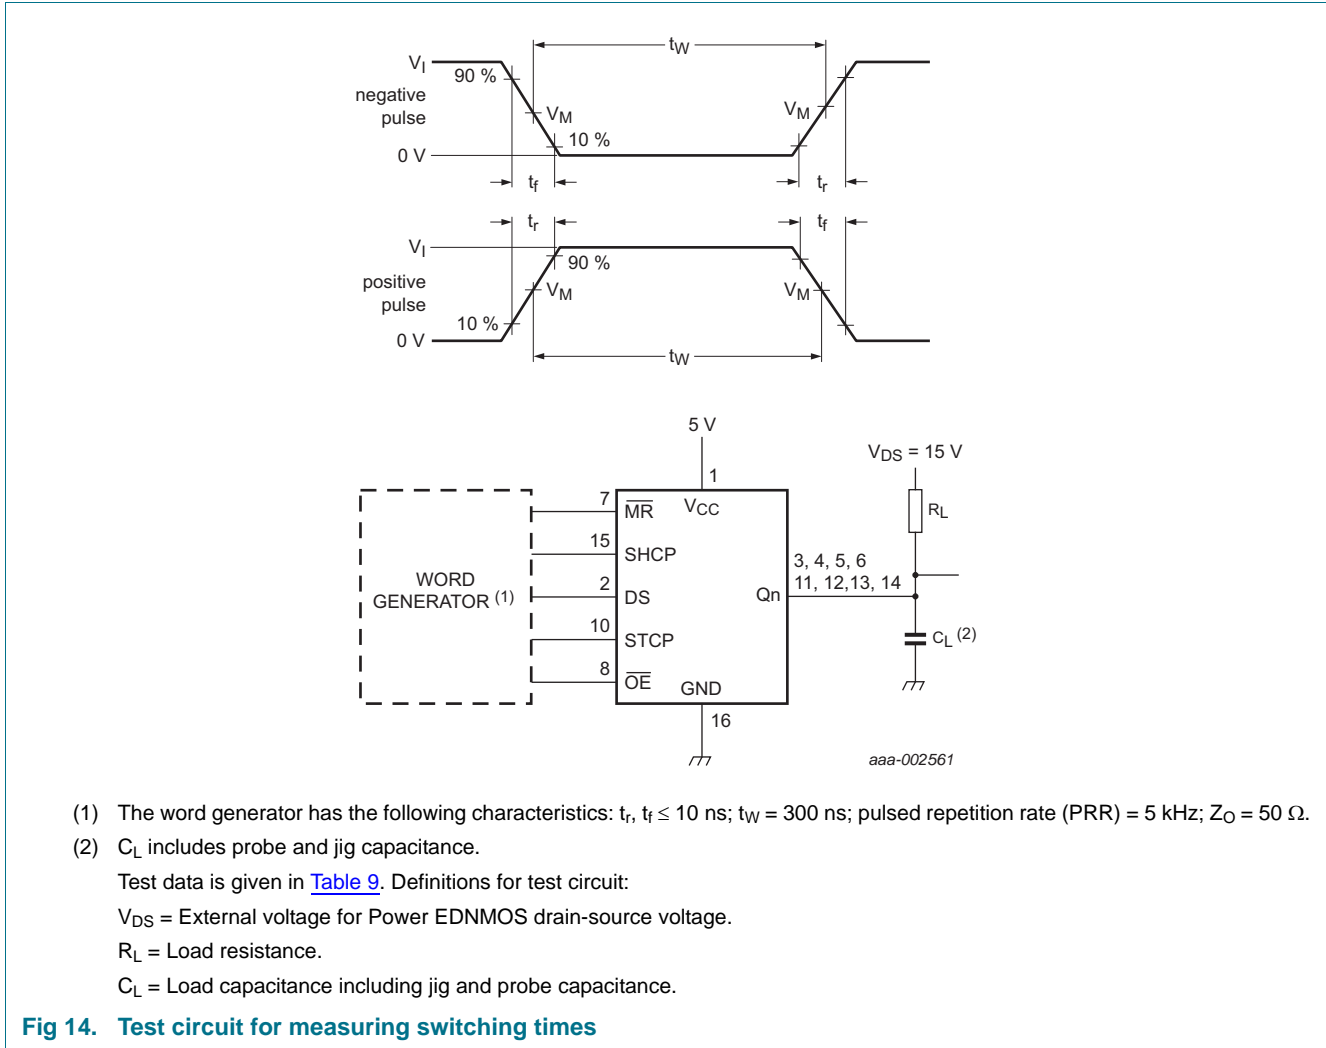 tW
VI
90 %
negative
pulse
VM
VM
10 %
0 V
tf
tr
tr
tf
VI
90 %
positive
pulse
VM
VM
10 %
0 V
tW
5 V
VDS = 15 V
1
VCC
RL
7
MR
15
SHCP
3, 4, 5, 6
WORD
GENERATOR (1)
2
DS
Qn
11, 12,13, 14
10
STCP
CL (2)
8
OE
GND
16
aaa-002561
(1) The word generator has the following characteristics: tr, tf ≤ 10 ns; tW = 300 ns; pulsed repetition rate (PRR) = 5 kHz; ZO = 50 Ω.
(2) CL includes probe and jig capacitance.
Test data is given in Table 9. Definitions for test circuit:
VDS = External voltage for Power EDNMOS drain-source voltage.
RL = Load resistance.
CL = Load capacitance including jig and probe capacitance.
Fig 14. Test circuit for measuring switching times